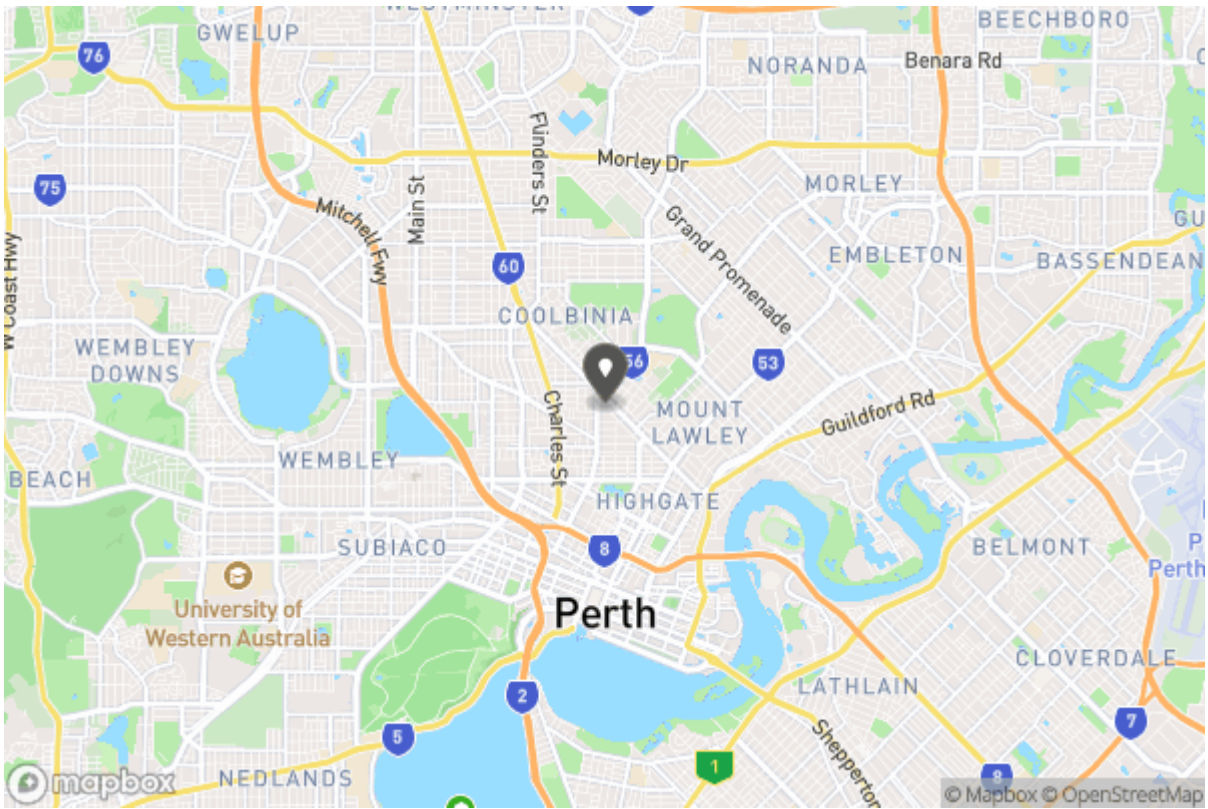 WESTMINSTER
GWELUP
BEECHBORO
76
NORANDA
Benara Rd
Flinders St
Morley Dr
75
Main St
MORLEY
Mitchell Fwy
Grand Promenade
GU
W Coast Hwy
60
EMBLETON
BASSENDEAN
COOLBINIA
WEMBLEY
DOWNS
56
53
Charles St
MOUNT
LAWLEY
Guildford Rd
WEMBLEY
BEACH
HIGHGATE
SUBIACO
8
BELMONT
P
Perth
University of
Western Australia
Perth
CLOVERDALE
LATHLAIN
2
5
7
Shepperton
1
8
NEDLANDS
mapbox
© Mapbox © OpenStreetMap